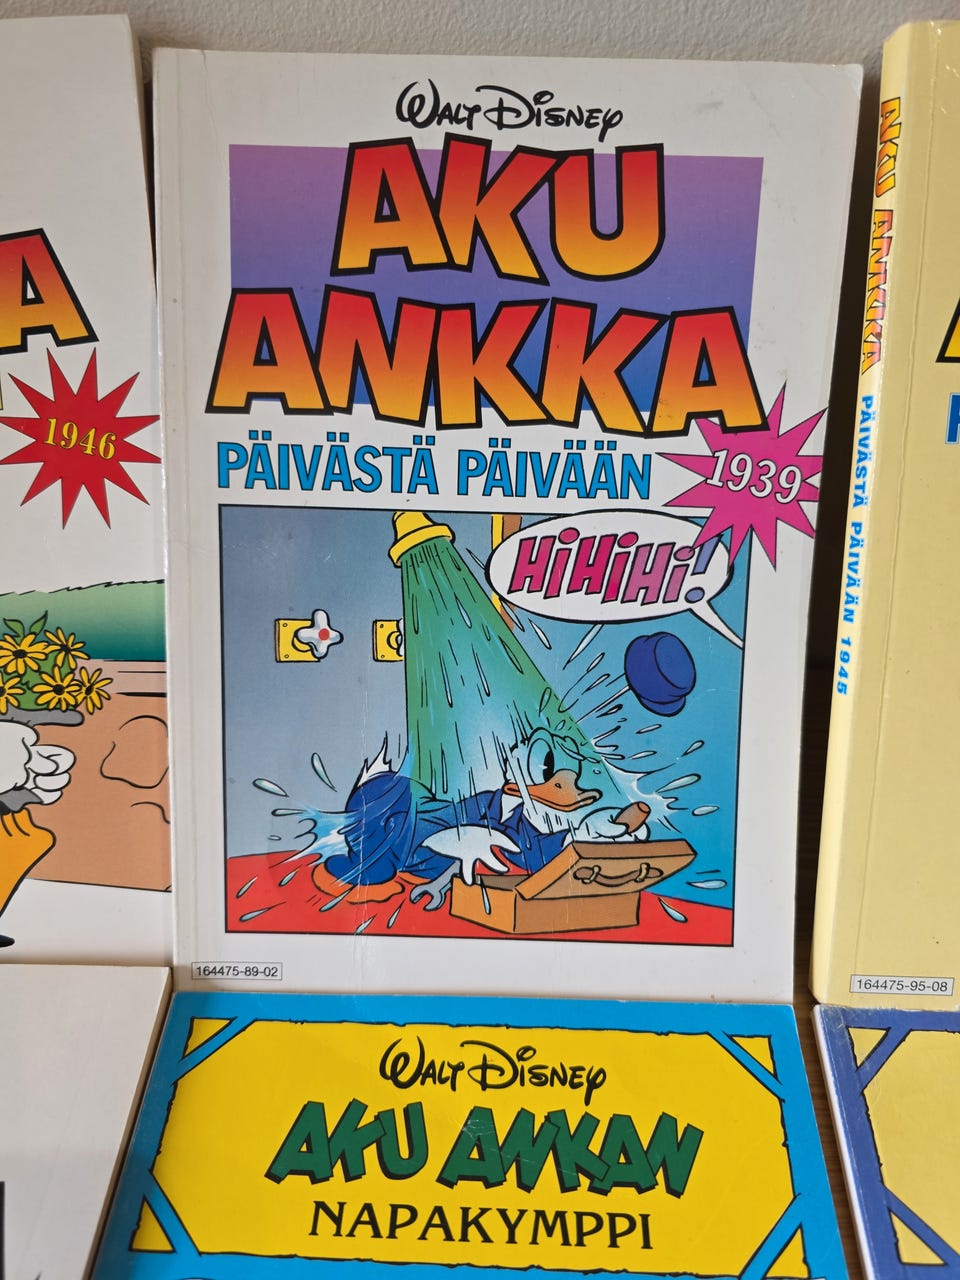 WALT DISNEY
AKU
ANKKA
PÄIVÄSTÄ PÄIVÄÄN
1939
HiHiHi!
164475-89-02
A
1946
AKU ANKKA PÄIVÄSTÄ PÄIVÄÄN 1945
164475-95-08
WALT DISNEY
AKU ANKAN
NAPAKYMPPI